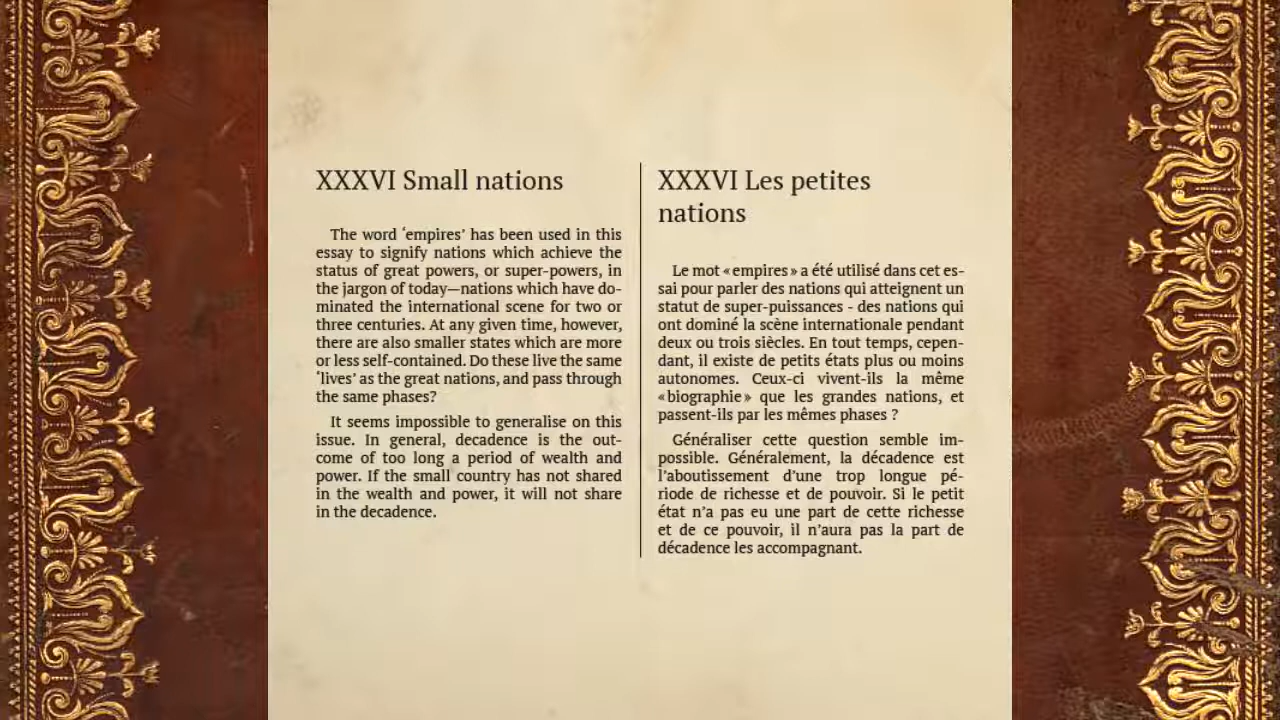 XXXVI Small nations
The word ‘empires’ has been used in this
essay to signify nations which achieve the
status of great powers, or super-powers, in
the jargon of today—nations which have do-
minated the international scene for two or
three centuries. At any given time, however,
there are also smaller states which are more
or less self-contained. Do these live the same
‘lives’ as the great nations, and pass through
the same phases?
It seems impossible to generalise on this
issue. In general, decadence is the out-
come of too long a period of wealth and
power. If the small country has not shared
in the wealth and power, it will not share
in the decadence.
XXXVI Les petites
nations
Le mot « empires » a été utilisé dans cet es-
sai pour parler des nations qui atteignent un
statut de super-puissances - des nations qui
ont dominé la scène internationale pendant
deux ou trois siècles. En tout temps, cepen-
dant, il existe de petits états plus ou moins
autonomes. Ceux-ci vivent-ils la même
« biographie » que les grandes nations, et
passent-ils par les mêmes phases ?
Généraliser cette question semble im-
possible. Généralement, la décadence est
l’aboutissement d’une trop longue pé-
riode de richesse et de pouvoir. Si le petit
état n’a pas eu une part de cette richesse
et de ce pouvoir, il n’aura pas la part de
décadence les accompagnant.